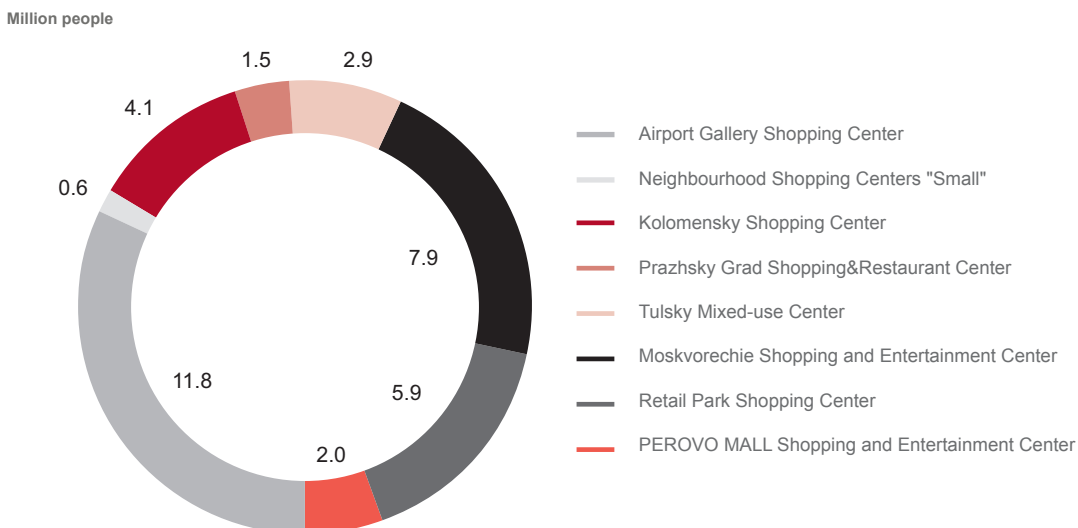 Million people
1.5
2.9
4.1
0.6
7.9
11.8
5.9
2.0
Airport Gallery Shopping Center
Neighbourhood Shopping Centers "Small"
Kolomensky Shopping Center
Prazhsky Grad Shopping&Restaurant Center
Tulsky Mixed-use Center
Moskvorechie Shopping and Entertainment Center
Retail Park Shopping Center
PEROVO MALL Shopping and Entertainment Center